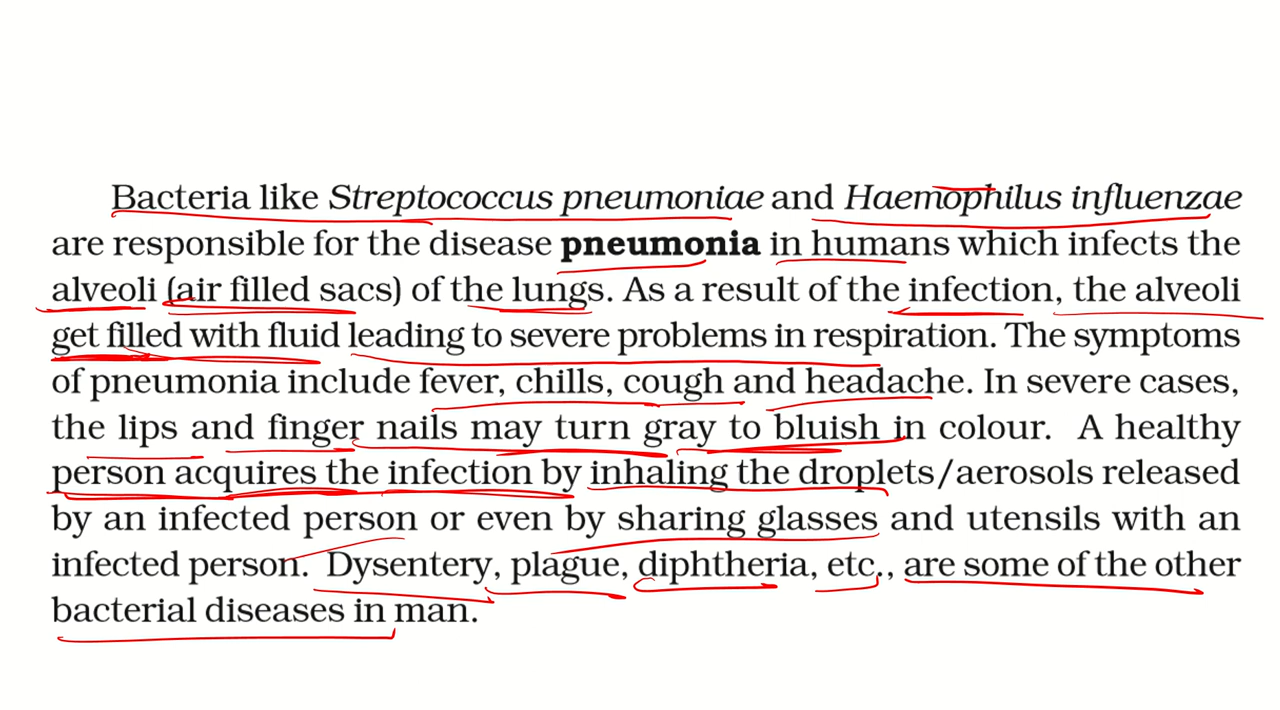 Bacteria like Streptococcus pneumoniae and Haemophilus influenzae
are responsible for the disease pneumonia in humans which infects the
alveoli (air filled sacs) of the lungs. As a result of the infection, the alveoli
get filled with fluid leading to severe problems in respiration. The symptoms
of pneumonia include fever, chills, cough and headache. In severe cases,
the lips and finger nails may turn gray to bluish in colour. A healthy
person acquires the infection by inhaling the droplets/aerosols released
by an infected person or even by sharing glasses and utensils with an
infected person. Dysentery, plague, diphtheria, etc., are some of the other
bacterial diseases in man.